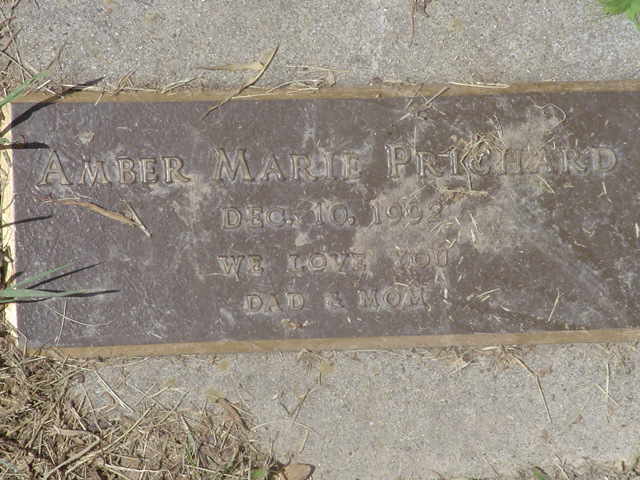 AMBER MARIE PRICHARD
DEC. 10, 1992
WE LOVE YOU
DAD & MOM